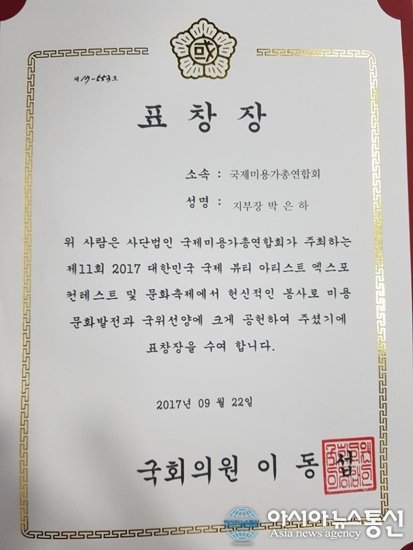 제 17-553 호
표 창 장
소속 : 국제미용가총연합회
성명 : 지부장 박 은 하
위 사람은 사단법인 국제미용가총연합회가 주최하는
제11회 2017 대한민국 국제 뷰티 아티스트 엑스포
컨테스트 및 문화축제에서 헌신적인 봉사로 미용
문화발전과 국위선양에 크게 공헌하여 주셨기에
표창장을 수여 합니다.
2017년 09 월 22일
국회의원 이 동 섭
아시아뉴스통신
Asia news agency